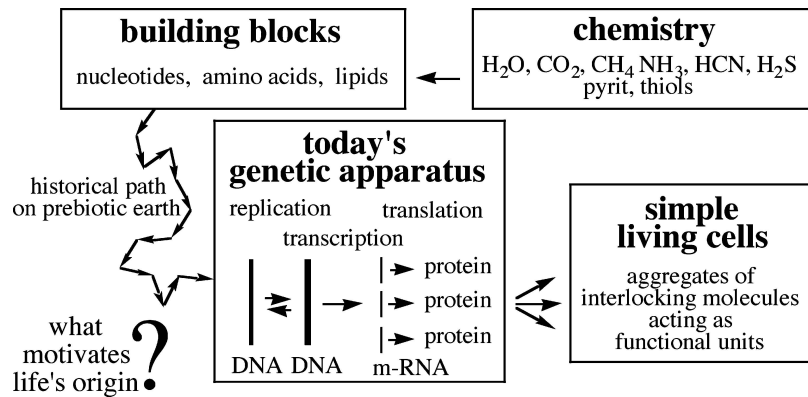 building blocks
nucleotides, amino acids, lipids
chemistry
H₂O, CO₂, CH₄ NH₃, HCN, H₂S
pyrit, thiols
historical path
on prebiotic earth
what
motivates
life's origin
?
today's
genetic apparatus
replication
translation
transcription
protein
protein
protein
DNA DNA m-RNA
simple
living cells
aggregates of
interlocking molecules
acting as
functional units